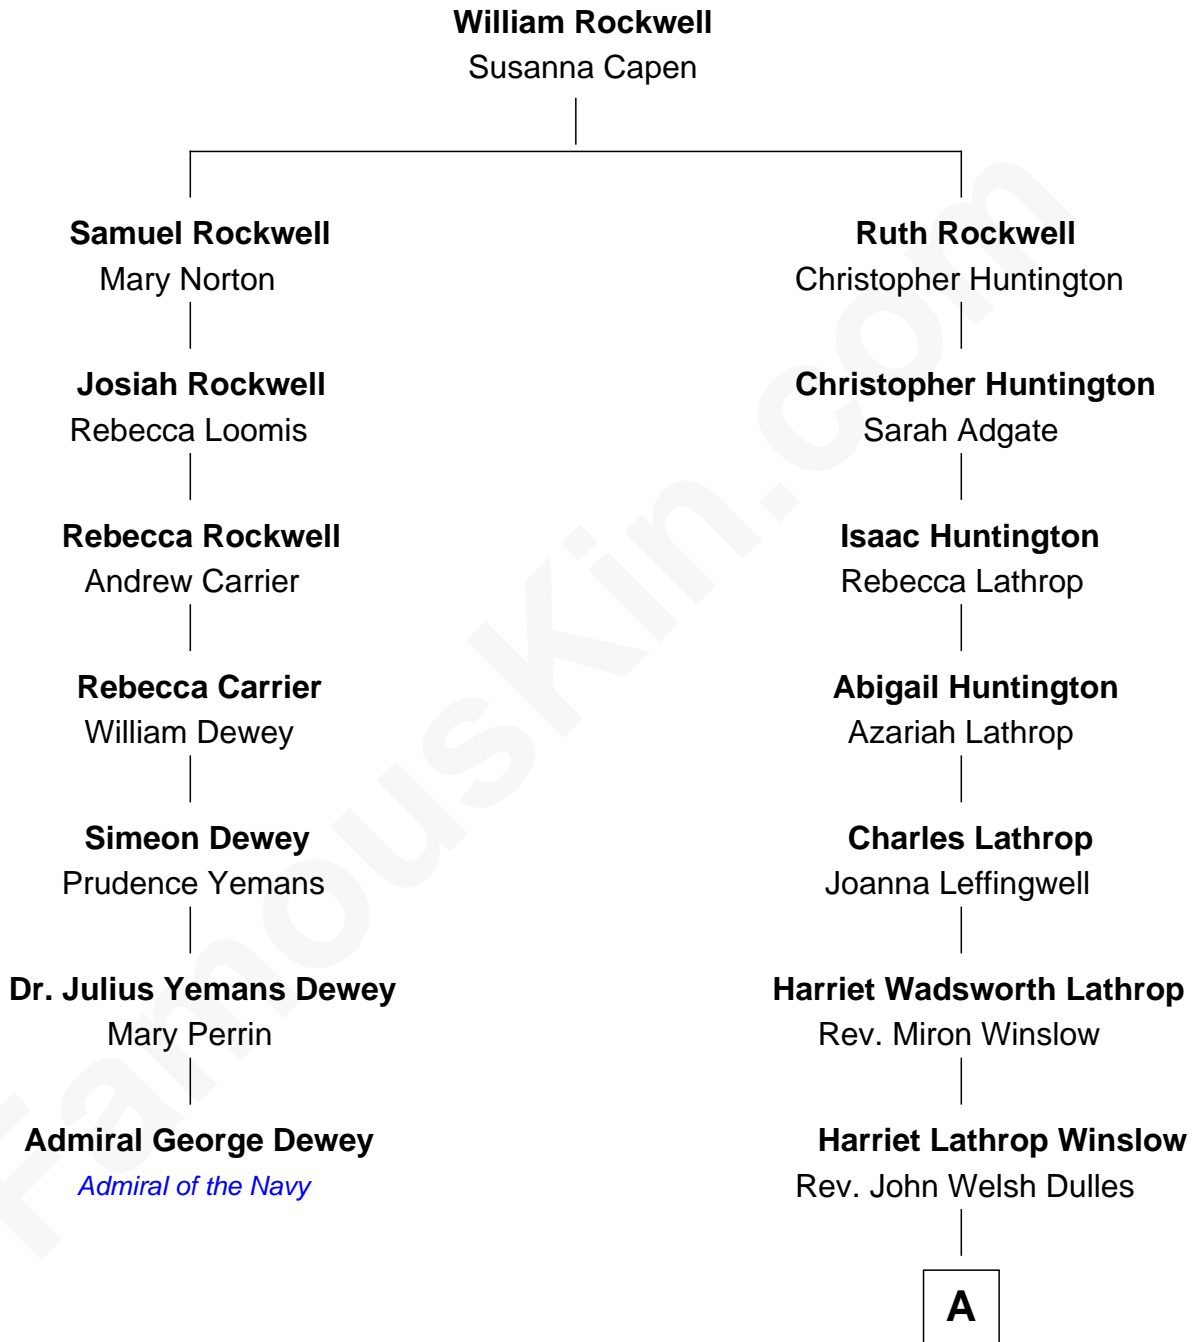 William Rockwell
Susanna Capen
Samuel Rockwell
Mary Norton
Josiah Rockwell
Rebecca Loomis
Rebecca Rockwell
Andrew Carrier
Rebecca Carrier
William Dewey
Simeon Dewey
Prudence Yemans
Dr. Julius Yemans Dewey
Mary Perrin
Admiral George Dewey
Admiral of the Navy
Ruth Rockwell
Christopher Huntington
Christopher Huntington
Sarah Adgate
Isaac Huntington
Rebecca Lathrop
Abigail Huntington
Azariah Lathrop
Charles Lathrop
Joanna Leffingwell
Harriet Wadsworth Lathrop
Rev. Miron Winslow
Harriet Lathrop Winslow
Rev. John Welsh Dulles
A
FamousKin.com